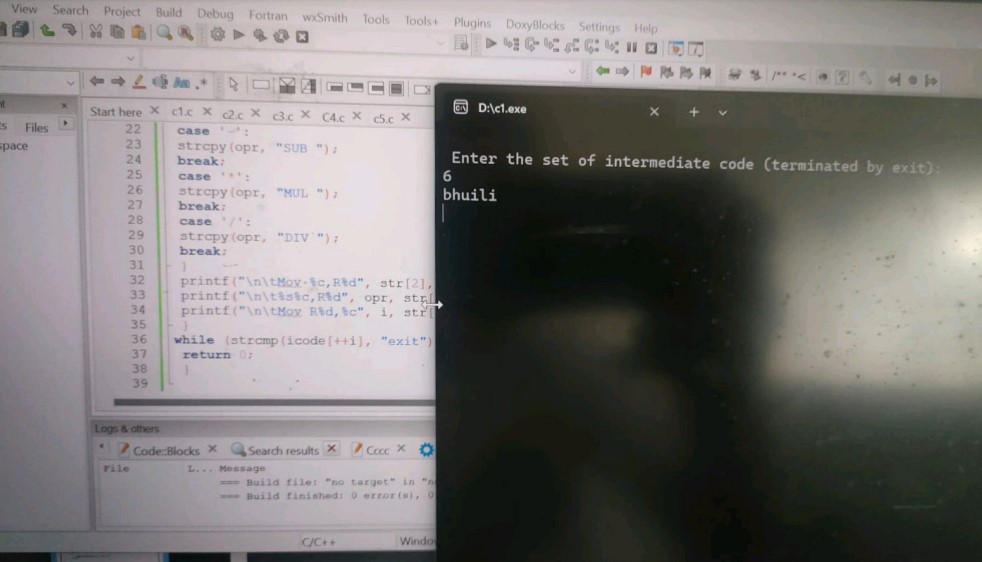 View Search Project Build Debug Fortran wxSmith Tools Tools+ Plugins DoxyBlocks Settings Help
Start here c1.c c2.c c3.c C4.c c5.c
Files
space
22 case '-':
23 strcpy(opr, "SUB ");
24 break;
25 case '*':
26 strcpy(opr, "MUL ");
27 break;
28 case '/':
29 strcpy(opr, "DIV ");
30 break;
31 }
32 printf("\n\tMov %c,R%d", str[2],
33 printf("\n\t%s%c,R%d", opr, str[
34 printf("\n\tMov R%d,%c", i, str[
35 }
36 while (strcmp(icode[++i], "exit")
37 return 0;
38 }
39
Logs & others
Code::Blocks Search results Cccc
File L... Message
=== Build file: "no target" in "n
=== Build finished: 0 error(s), 0
C/C++ Windo
D:\c1.exe
Enter the set of intermediate code (terminated by exit):
6
bhuili